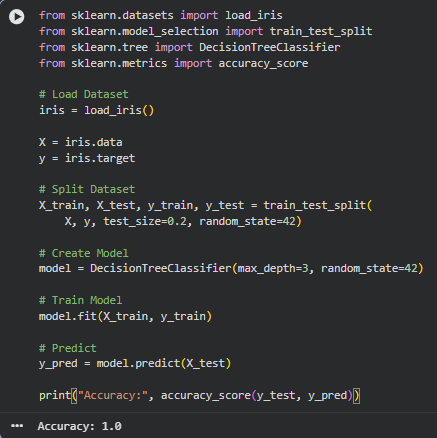 from sklearn.datasets import load_iris
from sklearn.model_selection import train_test_split
from sklearn.tree import DecisionTreeClassifier
from sklearn.metrics import accuracy_score
# Load Dataset
iris = load_iris()
X = iris.data
y = iris.target
# Split Dataset
X_train, X_test, y_train, y_test = train_test_split(
    X, y, test_size=0.2, random_state=42)
# Create Model
model = DecisionTreeClassifier(max_depth=3, random_state=42)
# Train Model
model.fit(X_train, y_train)
# Predict
y_pred = model.predict(X_test)
print("Accuracy:", accuracy_score(y_test, y_pred))
Accuracy: 1.0